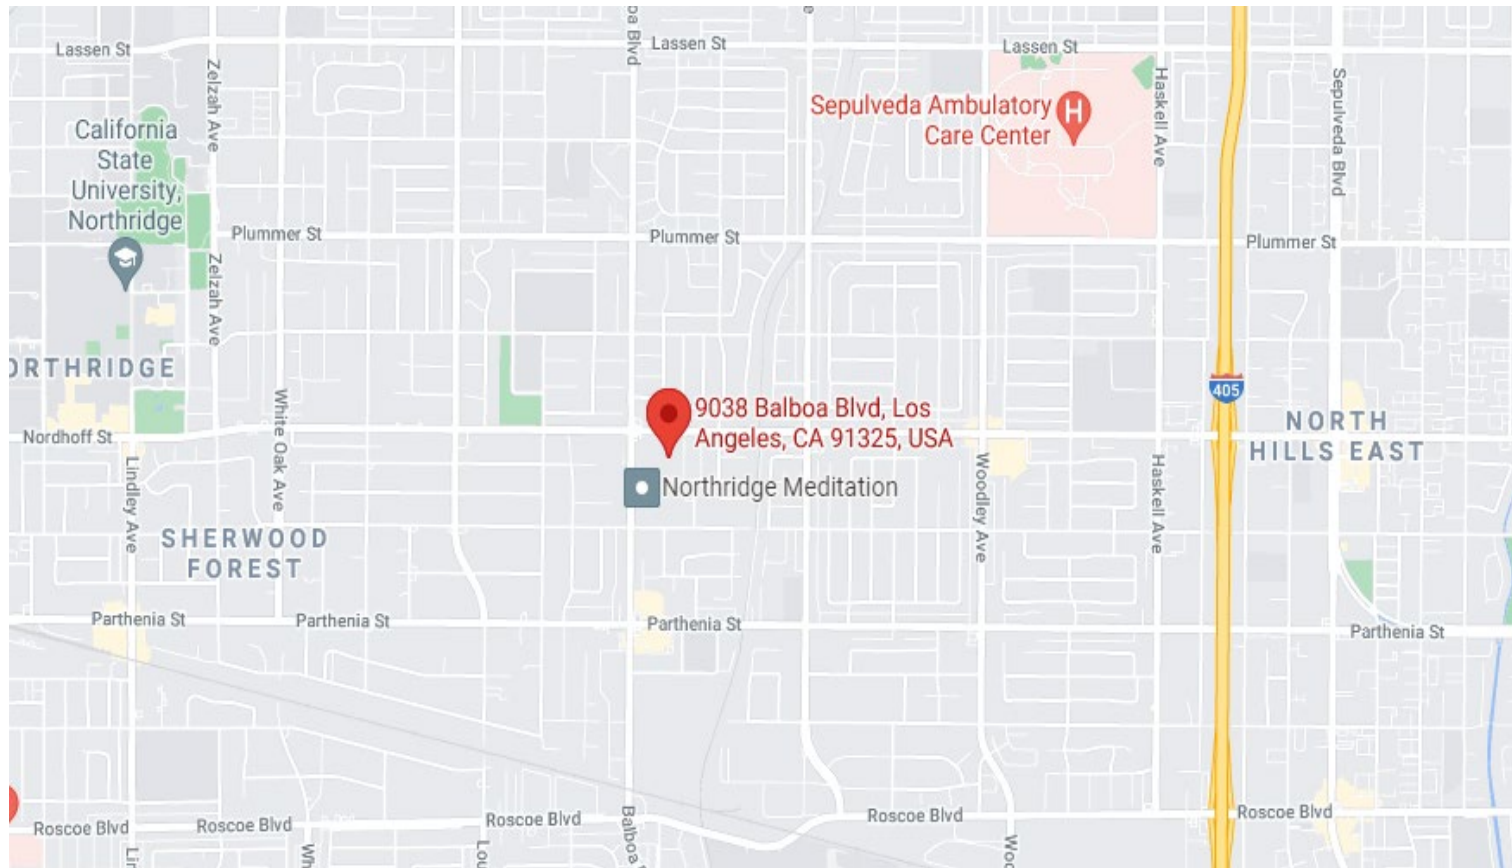 Lassen St
Lassen St
Lassen St
Zelzah Ave
Haskell Ave
Sepulveda Blvd
Sepulveda Ambulatory
Care Center
H
California
State
University,
Northridge
Plummer St
Plummer St
Plummer St
Zelzah Ave
ORTHRIDGE
405
White Oak Ave
9038 Balboa Blvd, Los
Angeles, CA 91325, USA
NORTH
HILLS EAST
Nordhoff St
Lindley Ave
Woodley Ave
Haskell Ave
Northridge Meditation
SHERWOOD
FOREST
Parthenia St
Parthenia St
Parthenia St
Parthenia St
Roscoe Blvd
Roscoe Blvd
Roscoe Blvd
Roscoe Blvd
Roscoe Blvd
Balboa